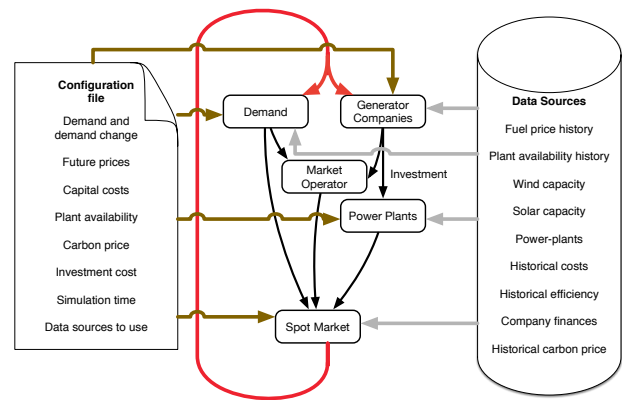 Configuration
file
Demand and
demand change
Future prices
Capital costs
Plant availability
Carbon price
Investment cost
Simulation time
Data sources to use
Demand
Generator
Companies
Market
Operator
Investment
Power Plants
Spot Market
Data Sources
Fuel price history
Plant availability history
Wind capacity
Solar capacity
Power-plants
Historical costs
Historical efficiency
Company finances
Historical carbon price